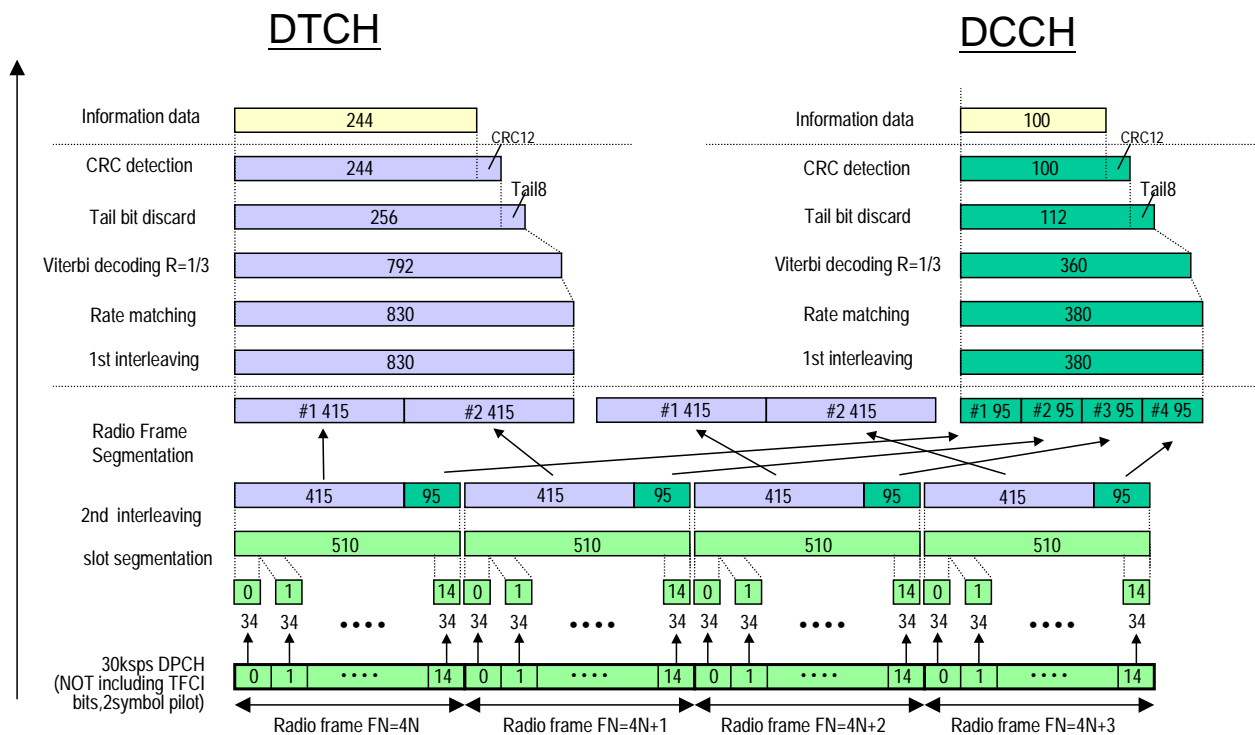 DTCH
DCCH
Information data
244
Information data
100
CRC12
CRC12
CRC detection
244
CRC detection
100
Tail8
Tail8
Tail bit discard
256
Tail bit discard
112
Viterbi decoding R=1/3
792
Viterbi decoding R=1/3
360
Rate matching
830
Rate matching
380
1st interleaving
830
1st interleaving
380
Radio Frame
Segmentation
#1 415 #2 415 #1 415 #2 415 #1 95 #2 95 #3 95 #4 95
2nd interleaving
415 95 415 95 415 95 415 95
slot segmentation
510 510 510 510
0 1 14 0 1 14 0 1 14 0 1 14
34 34 •••• 34 34 34 •••• 34 34 34 •••• 34 34 34 •••• 34
30ksps DPCH
(NOT including TFCI
bits,2symbol pilot)
0 1 •••• 14 0 1 •••• 14 0 1 •••• 14 0 1 •••• 14
Radio frame FN=4N Radio frame FN=4N+1 Radio frame FN=4N+2 Radio frame FN=4N+3